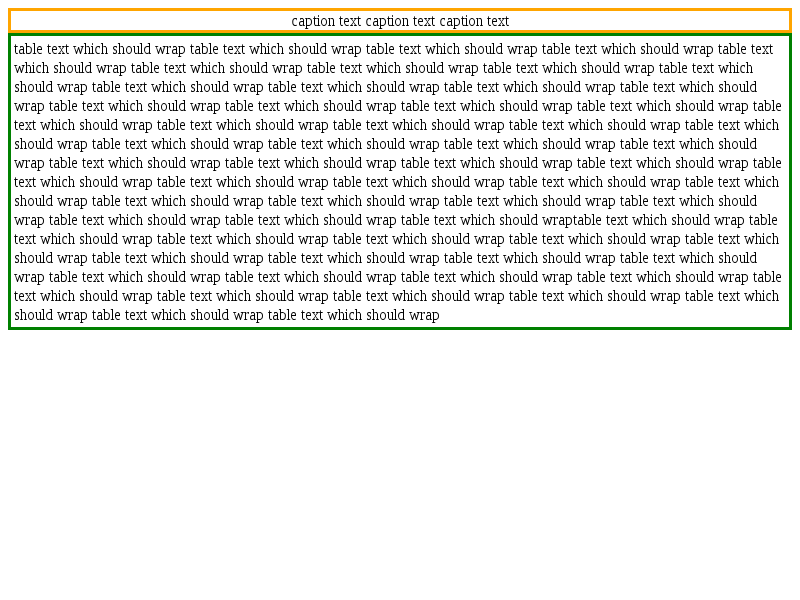 caption text caption text caption text
table text which should wrap table text which should wrap table text which should wrap table text which should wrap table text
which should wrap table text which should wrap table text which should wrap table text which should wrap table text which
should wrap table text which should wrap table text which should wrap table text which should wrap table text which should
wrap table text which should wrap table text which should wrap table text which should wrap table text which should wrap table
text which should wrap table text which should wrap table text which should wrap table text which should wrap table text which
should wrap table text which should wrap table text which should wrap table text which should wrap table text which should
wrap table text which should wrap table text which should wrap table text which should wrap table text which should wrap table
text which should wrap table text which should wrap table text which should wrap table text which should wrap table text which
should wrap table text which should wrap table text which should wrap table text which should wrap table text which should
wrap table text which should wrap table text which should wrap table text which should wraptable text which should wrap table
text which should wrap table text which should wrap table text which should wrap table text which should wrap table text which
should wrap table text which should wrap table text which should wrap table text which should wrap table text which should
wrap table text which should wrap table text which should wrap table text which should wrap table text which should wrap table
text which should wrap table text which should wrap table text which should wrap table text which should wrap table text which
should wrap table text which should wrap table text which should wrap